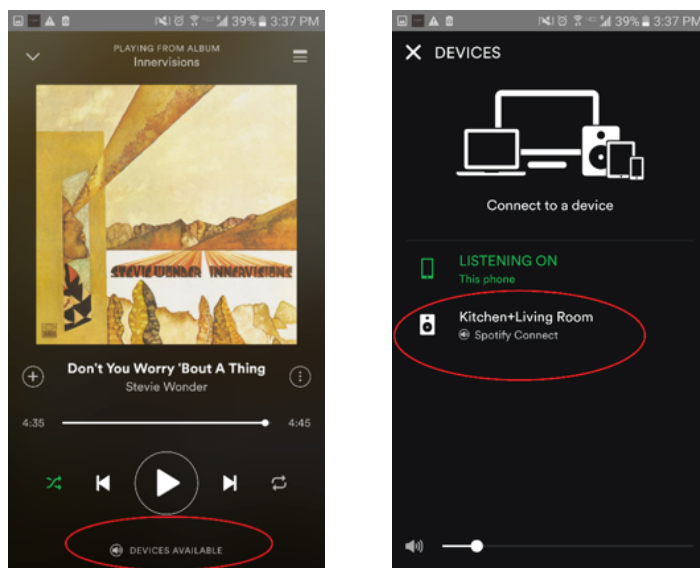 39% 3:37 PM
PLAYING FROM ALBUM
Innervisions
STEVIE WONDER INNERVISIONS
Don't You Worry 'Bout A Thing
Stevie Wonder
4:35
4:45
DEVICES AVAILABLE
39% 3:37 PM
DEVICES
Connect to a device
LISTENING ON
This phone
Kitchen+Living Room
Spotify Connect